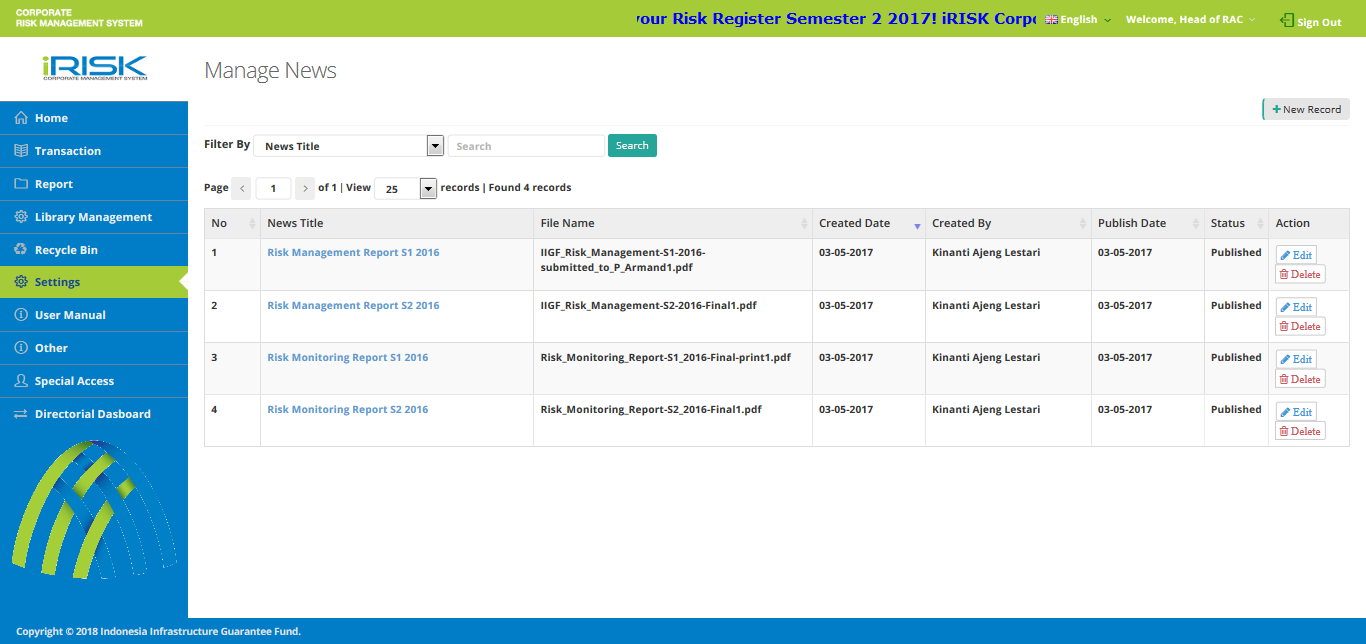 CORPORATE
RISK MANAGEMENT SYSTEM
your Risk Register Semester 2 2017! iRISK Corpo
English
Welcome, Head of RAC
Sign Out
iRISK
CORPORATE MANAGEMENT SYSTEM
Manage News
+ New Record
Home
Transaction
Report
Library Management
Recycle Bin
Settings
User Manual
Other
Special Access
Directorial Dasboard
Filter By News Title Search Search
Page < 1 > of 1 | View 25 records | Found 4 records
No News Title File Name Created Date Created By Publish Date Status Action
1 Risk Management Report S1 2016 IIGF_Risk_Management-S1-2016-submitted_to_P_Armand1.pdf 03-05-2017 Kinanti Ajeng Lestari 03-05-2017 Published Edit Delete
2 Risk Management Report S2 2016 IIGF_Risk_Management-S2-2016-Final1.pdf 03-05-2017 Kinanti Ajeng Lestari 03-05-2017 Published Edit Delete
3 Risk Monitoring Report S1 2016 Risk_Monitoring_Report-S1_2016-Final-print1.pdf 03-05-2017 Kinanti Ajeng Lestari 03-05-2017 Published Edit Delete
4 Risk Monitoring Report S2 2016 Risk_Monitoring_Report-S2_2016-Final1.pdf 03-05-2017 Kinanti Ajeng Lestari 03-05-2017 Published Edit Delete
Copyright © 2018 Indonesia Infrastructure Guarantee Fund.